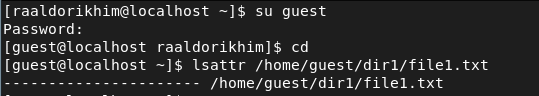 [raaldorikhim@localhost ~]$ su guest
Password:
[guest@localhost raaldorikhim]$ cd
[guest@localhost ~]$ lsattr /home/guest/dir1/file1.txt
---------------------- /home/guest/dir1/file1.txt